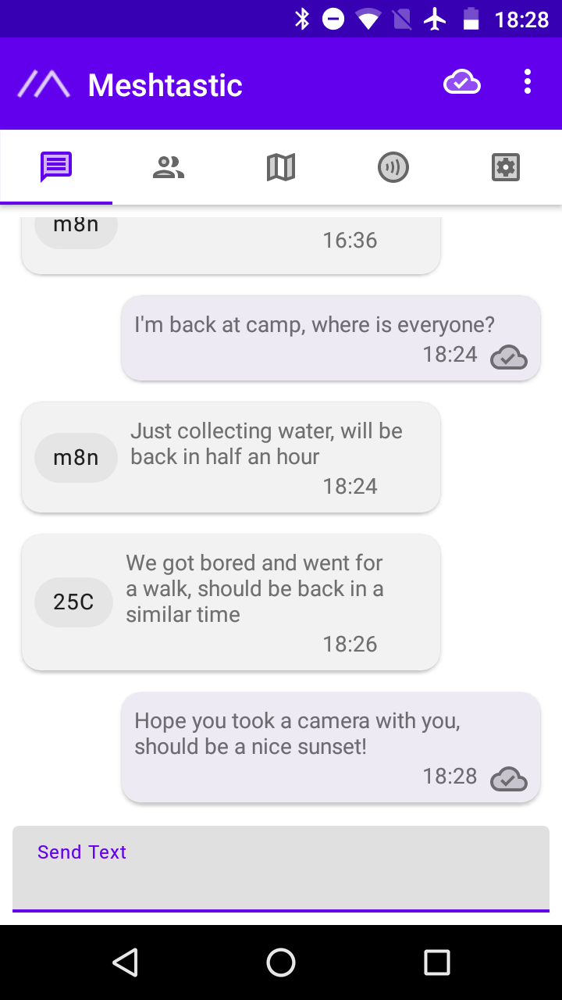 18:28
Meshtastic
m8n
16:36
I'm back at camp, where is everyone?
18:24
Just collecting water, will be
back in half an hour
m8n
18:24
We got bored and went for
a walk, should be back in a
similar time
25C
18:26
Hope you took a camera with you,
should be a nice sunset!
18:28
Send Text